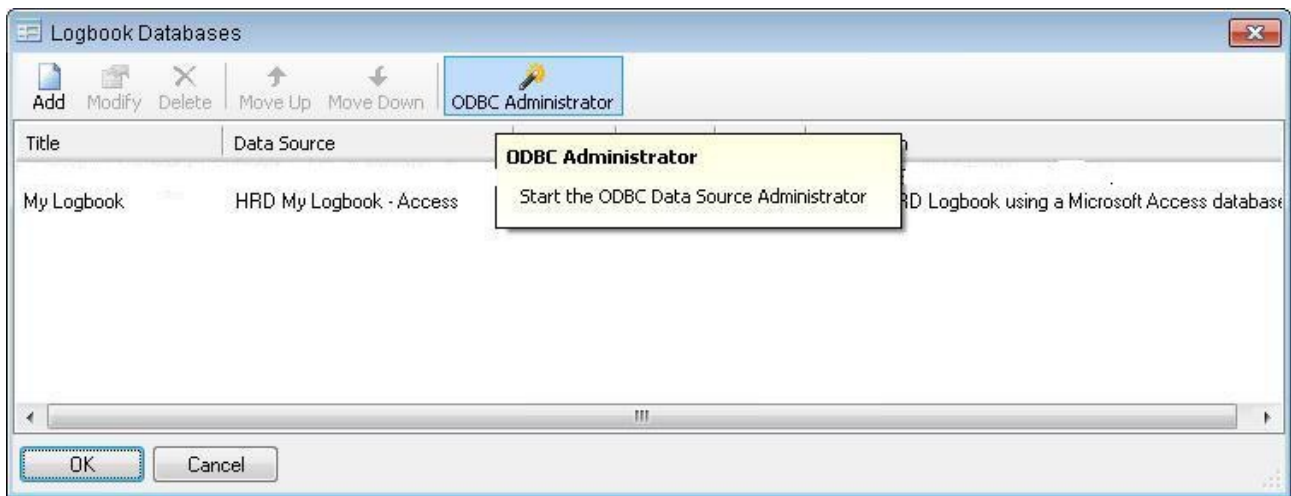 Logbook Databases
Add Modify Delete Move Up Move Down ODBC Administrator
Title Data Source
ODBC Administrator
Start the ODBC Data Source Administrator
My Logbook HRD My Logbook - Access Logbook using a Microsoft Access database
OK Cancel